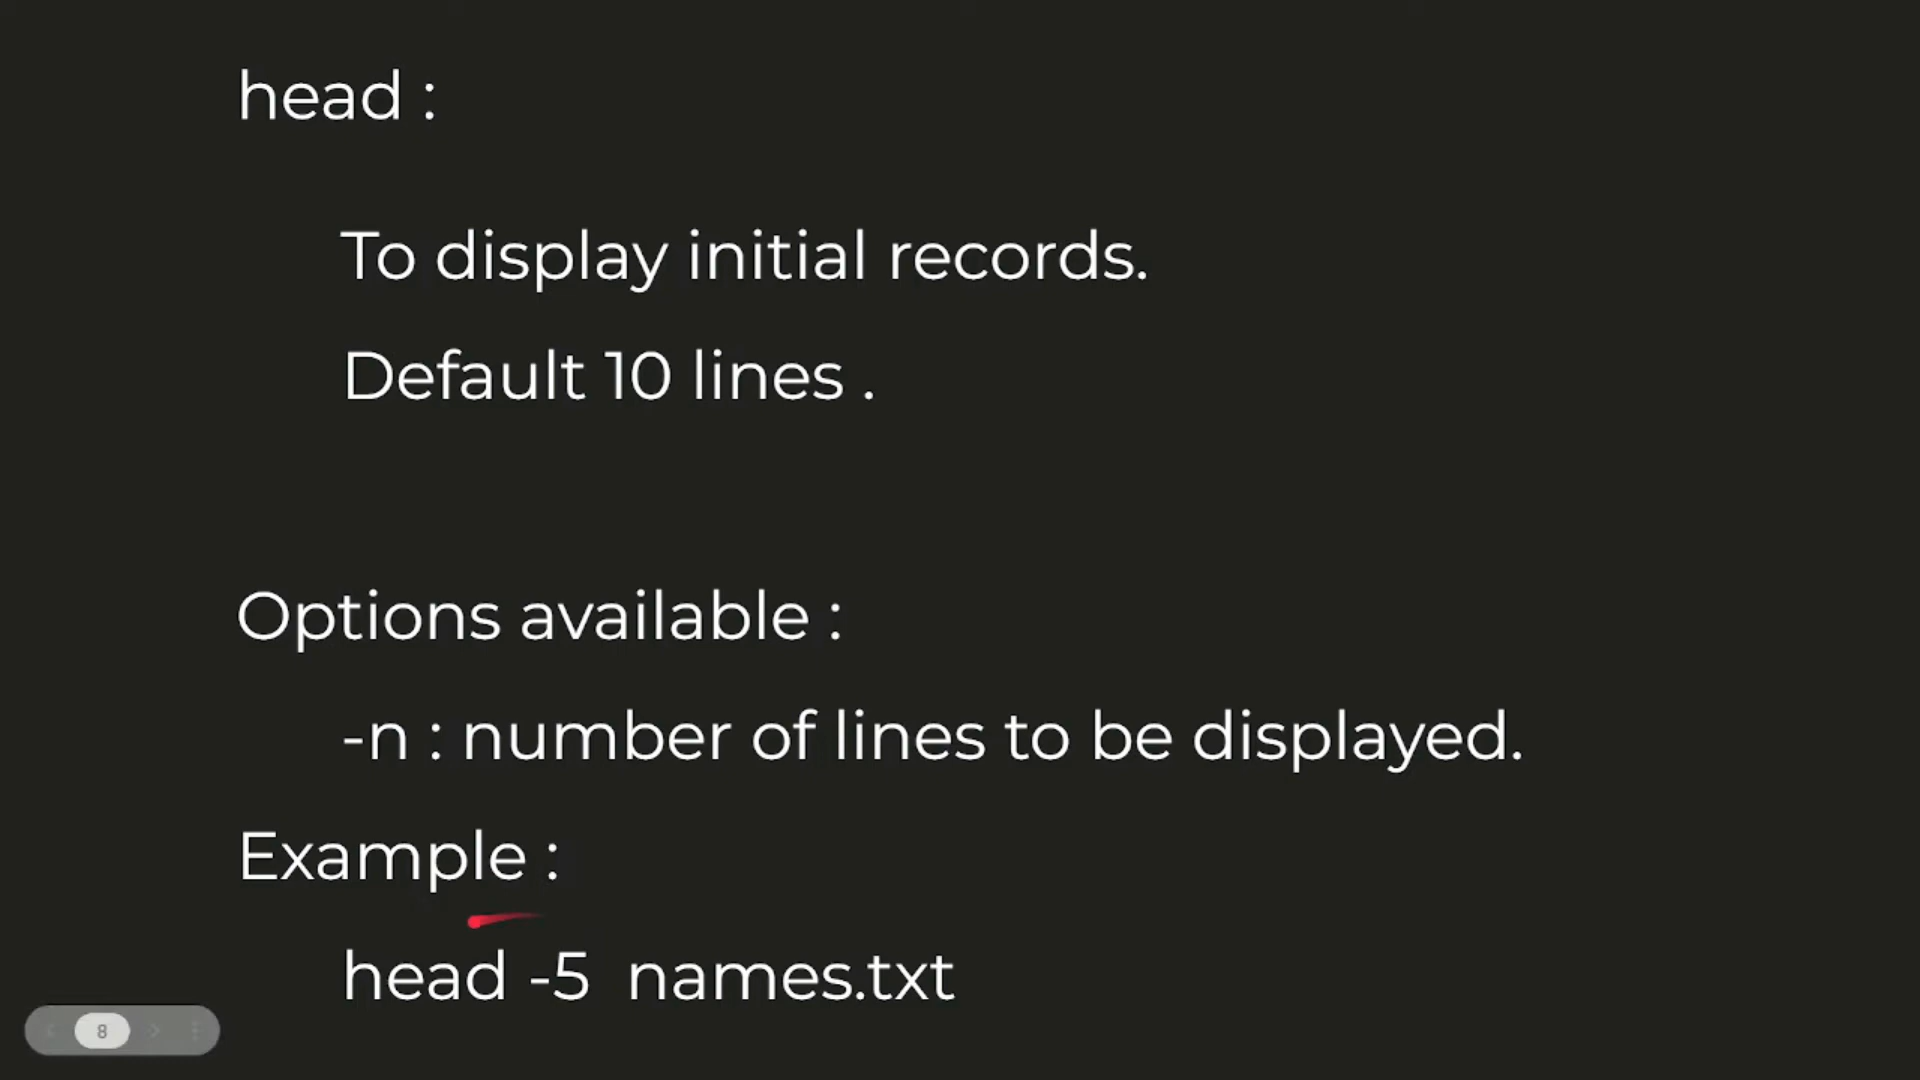 head :
To display initial records.
Default 10 lines .
Options available :
-n : number of lines to be displayed.
Example :
head -5  names.txt
8